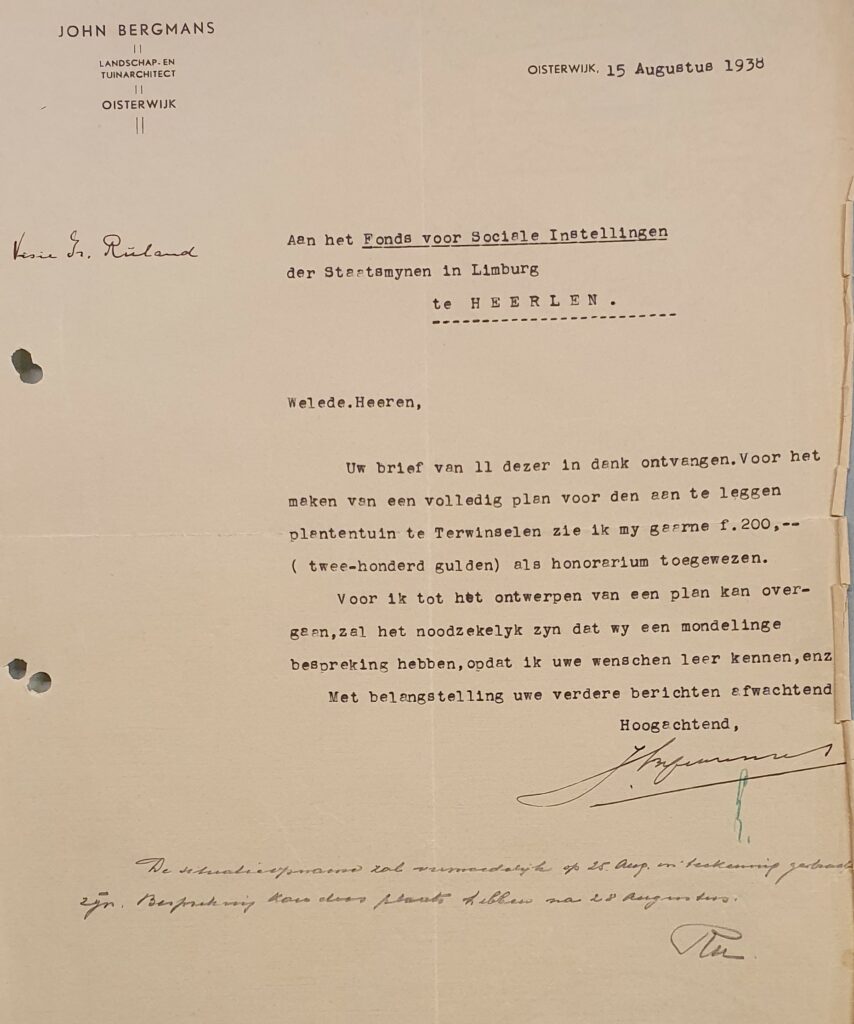 JOHN BERGMANS
LANDSCHAP- EN
TUINARCHITECT
OISTERWIJK
OISTERWIJK, 15 Augustus 1938
Ir. Rüland
Aan het Fonds voor Sociale Instellingen
der Staatsmynen in Limburg
te HEERLEN.
Welede.Heeren,
Uw brief van 11 dezer in dank ontvangen.Voor het
maken van een volledig plan voor den aan te leggen
plantentuin te Terwinselen zie ik my gaarne f.200,--
( twee-honderd gulden) als honorarium toegewezen.
Voor ik tot het ontwerpen van een plan kan over-
gaan,zal het noodzekelyk zyn dat wy een mondelinge
bespreking hebben,opdat ik uwe wenschen leer kennen,enz
Met belangstelling uwe verdere berichten afwachtend
Hoogachtend,
De situatieopname zal vermoedelijk op 25 Aug. in teekening
zijn. Bespreking kan dus plaats hebben na 28 Augustus.
Ru